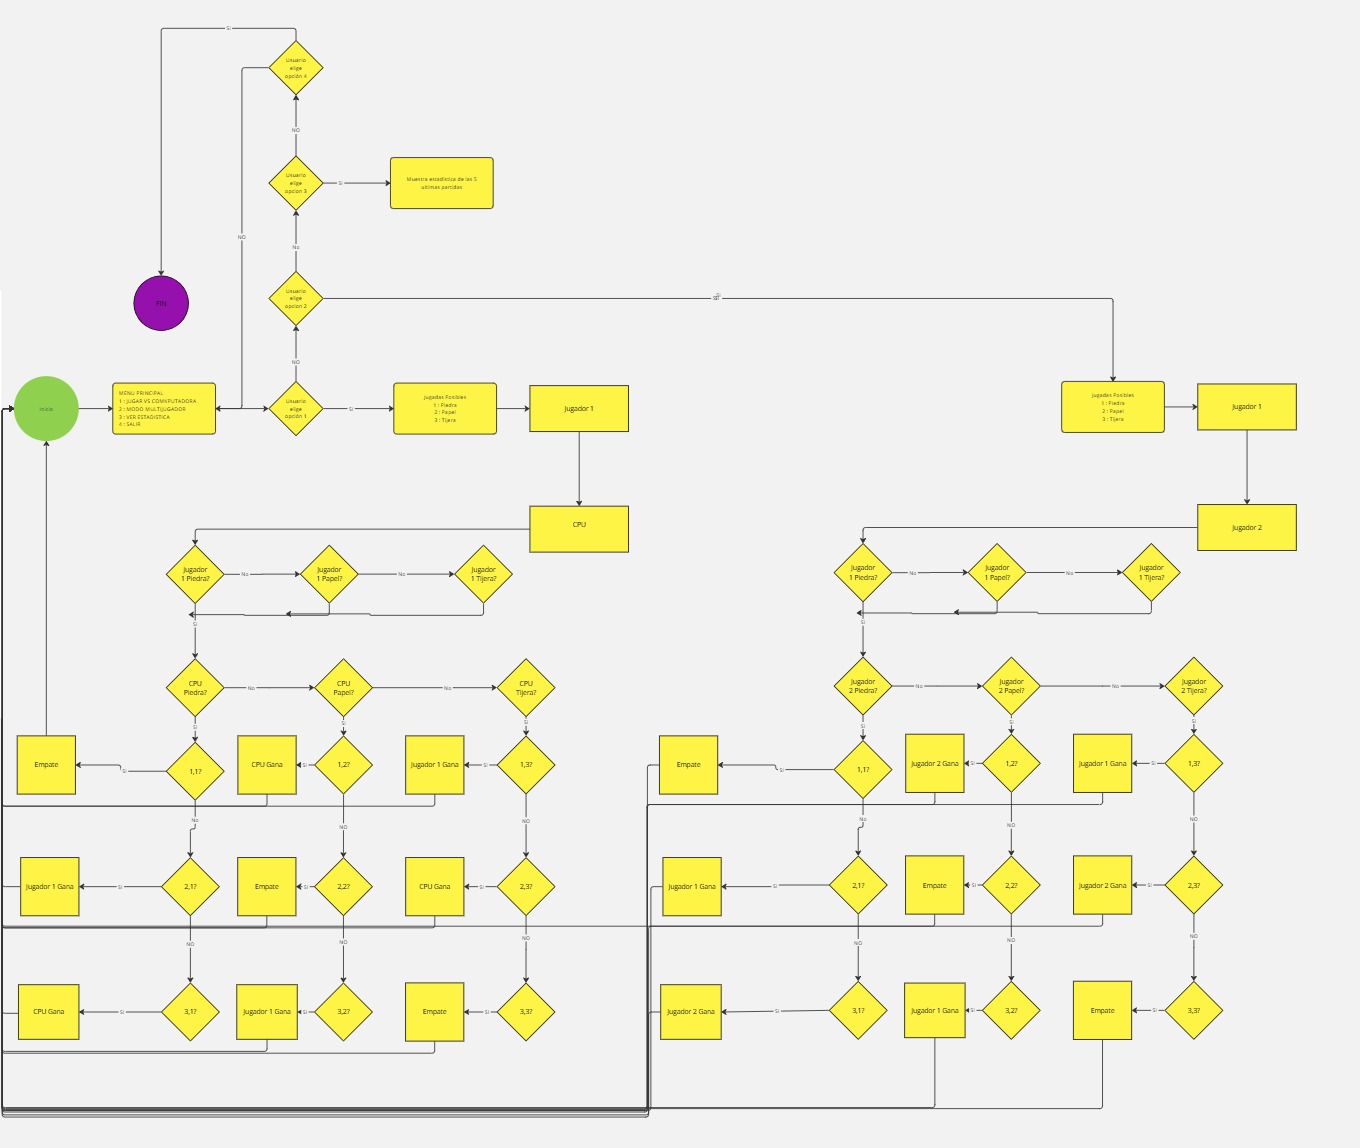 Si
Usuario
elige
opción 4
NO
Usuario
elige
opcion 3
Si
Muestra estadistica de las 5
ultimas partidas
NO
No
Usuario
elige
opcion 2
FIN
NO
Inicio
MENU PRINCIPAL
1 : JUGAR VS COMVPUTADORA
2 : MODO MULTIJUGADOR
3 : VER ESTADISTICA
4 : SALIR
Usuario
elige
opción 1
Si
Jugadas Posibles
1 : Piedra
2 : Papel
3 : Tijera
Jugador 1
Jugadas Posibles
1 : Piedra
2 : Papel
3 : Tijera
Jugador 1
CPU
Jugador 2
Jugador
1 Piedra?
No
Jugador
1 Papel?
No
Jugador
1 Tijera?
Jugador
1 Piedra?
No
Jugador
1 Papel?
No
Jugador
1 Tijera?
Si
Si
CPU
Piedra?
No
CPU
Papel?
No
CPU
Tijera?
Jugador
2 Piedra?
No
Jugador
2 Papel?
No
Jugador
2 Tijera?
Si
Si
Si
Si
Si
Si
Empate
Si
1,1?
CPU Gana
Si
1,2?
Jugador 1 Gana
Si
1,3?
Empate
Si
1,1?
Jugador 2 Gana
Si
1,2?
Jugador 1 Gana
Si
1,3?
No
NO
NO
No
NO
NO
Jugador 1 Gana
Si
2,1?
Empate
Si
2,2?
CPU Gana
Si
2,3?
Jugador 1 Gana
Si
2,1?
Empate
Si
2,2?
Jugador 2 Gana
Si
2,3?
NO
NO
NO
NO
NO
NO
CPU Gana
Si
3,1?
Jugador 1 Gana
Si
3,2?
Empate
Si
3,3?
Jugador 2 Gana
Si
3,1?
Jugador 1 Gana
Si
3,2?
Empate
Si
3,3?